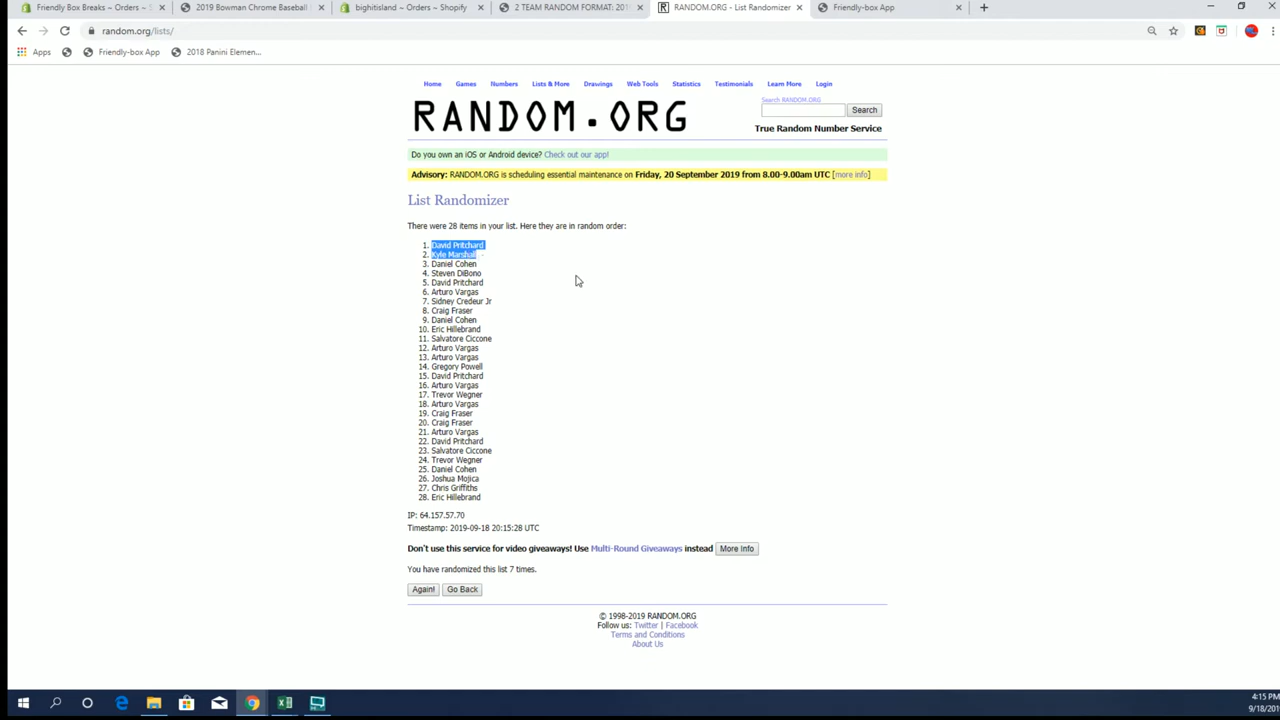 Friendly Box Breaks ~ Orders ~ S
2019 Bowman Chrome Baseball
bighitisland ~ Orders ~ Shopify
2 TEAM RANDOM FORMAT: 201
RANDOM.ORG - List Randomizer
Friendly-box App
random.org/lists/
Apps
Friendly-box App
2018 Panini Elemen...
Home Games Numbers Lists & More Drawings Web Tools Statistics Testimonials Learn More Login
RANDOM.ORG
Search RANDOM.ORG
Search
True Random Number Service
Do you own an iOS or Android device? Check out our app!
Advisory: RANDOM.ORG is scheduling essential maintenance on Friday, 20 September 2019 from 8.00-9.00am UTC [more info]
List Randomizer
There were 28 items in your list. Here they are in random order:
1. David Pritchard
2. Kyle Marshall
3. Daniel Cohen
4. Steven DiBono
5. David Pritchard
6. Arturo Vargas
7. Sidney Credeur Jr
8. Craig Fraser
9. Daniel Cohen
10. Eric Hillebrand
11. Salvatore Ciccone
12. Arturo Vargas
13. Arturo Vargas
14. Gregory Powell
15. David Pritchard
16. Arturo Vargas
17. Trevor Wegner
18. Arturo Vargas
19. Craig Fraser
20. Craig Fraser
21. Arturo Vargas
22. David Pritchard
23. Salvatore Ciccone
24. Trevor Wegner
25. Daniel Cohen
26. Joshua Mojica
27. Chris Griffiths
28. Eric Hillebrand
IP: 64.157.57.70
Timestamp: 2019-09-18 20:15:28 UTC
Don't use this service for video giveaways! Use Multi-Round Giveaways instead More Info
You have randomized this list 7 times.
Again! Go Back
© 1998-2019 RANDOM.ORG
Follow us: Twitter | Facebook
Terms and Conditions
About Us
4:15 PM
9/18/201